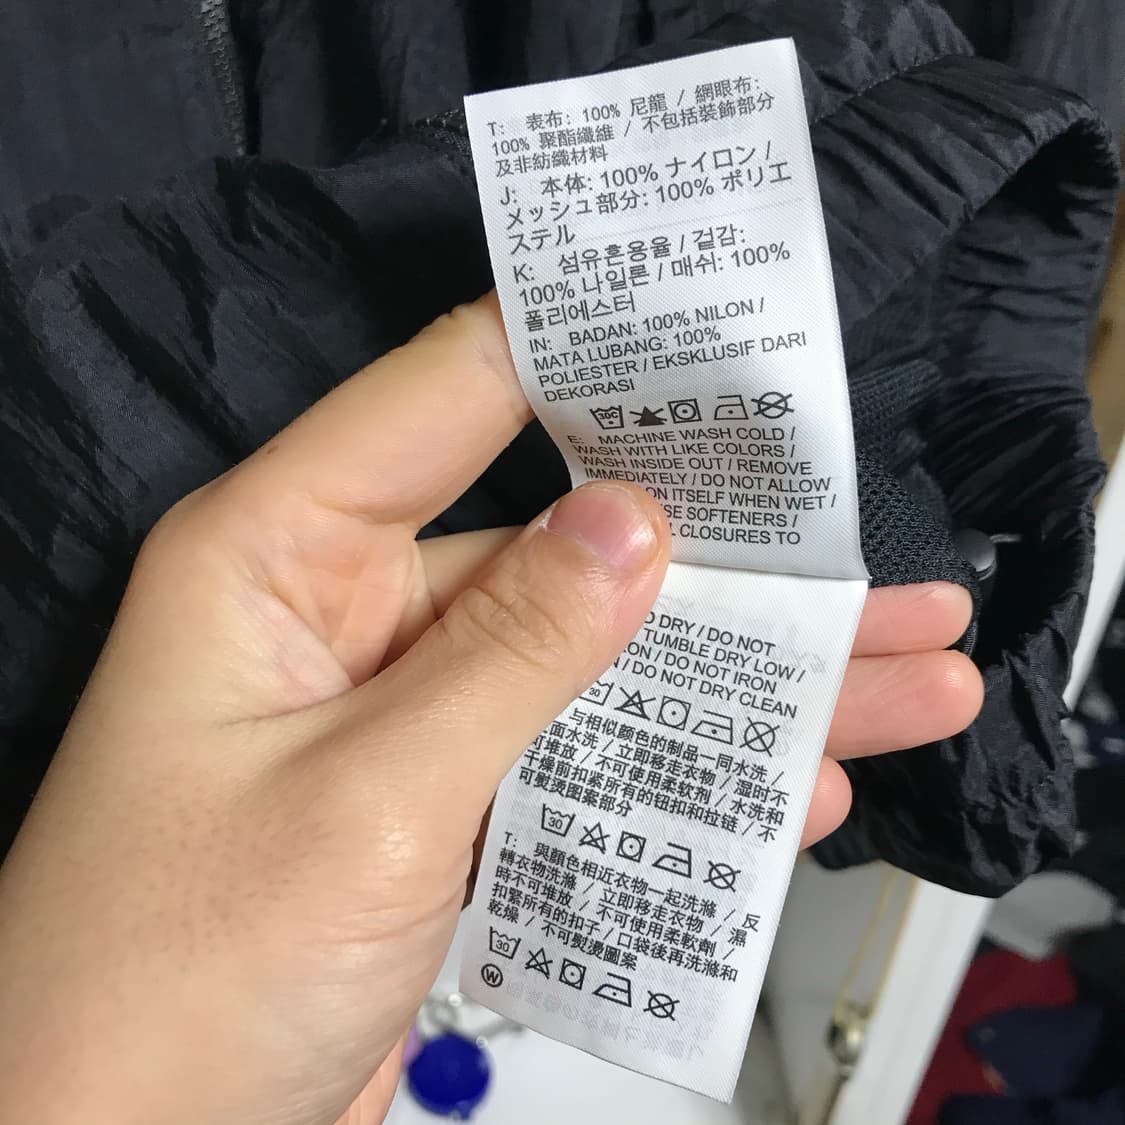 T: 表布: 100% 尼龍 / 網眼布:
100% 聚酯纖維 / 不包括裝飾部分
及非紡織材料
J: 本体: 100% ナイロン /
メッシュ部分: 100% ポリエ
ステル
K: 섬유혼용율 / 겉감:
100% 나일론 / 매쉬: 100%
폴리에스터
IN: BADAN: 100% NILON /
MATA LUBANG: 100%
POLIESTER / EKSKLUSIF DARI
DEKORASI
30C
E: MACHINE WASH COLD /
WASH WITH LIKE COLORS /
WASH INSIDE OUT / REMOVE
IMMEDIATELY / DO NOT ALLOW
ON ITSELF WHEN WET /
SOFTENERS /
CLOSURES TO
DRY / DO NOT
TUMBLE DRY LOW /
/ DO NOT IRON
/ DO NOT DRY CLEAN
30
与相似颜色的制品一同水洗 /
面水洗 / 立即移走衣物 / 湿时不
可堆放 / 不可使用柔软剂 / 水洗和
干燥前扣紧所有的钮扣和拉链 / 不
可熨烫图案部分
30
T: 與顏色相近衣物一起洗滌 / 反
轉衣物洗滌 / 立即移走衣物 / 濕
時不可堆放 / 不可使用柔軟劑 /
扣緊所有的扣子 / 口袋後再洗滌和
乾燥 / 不可熨燙圖案
30
W